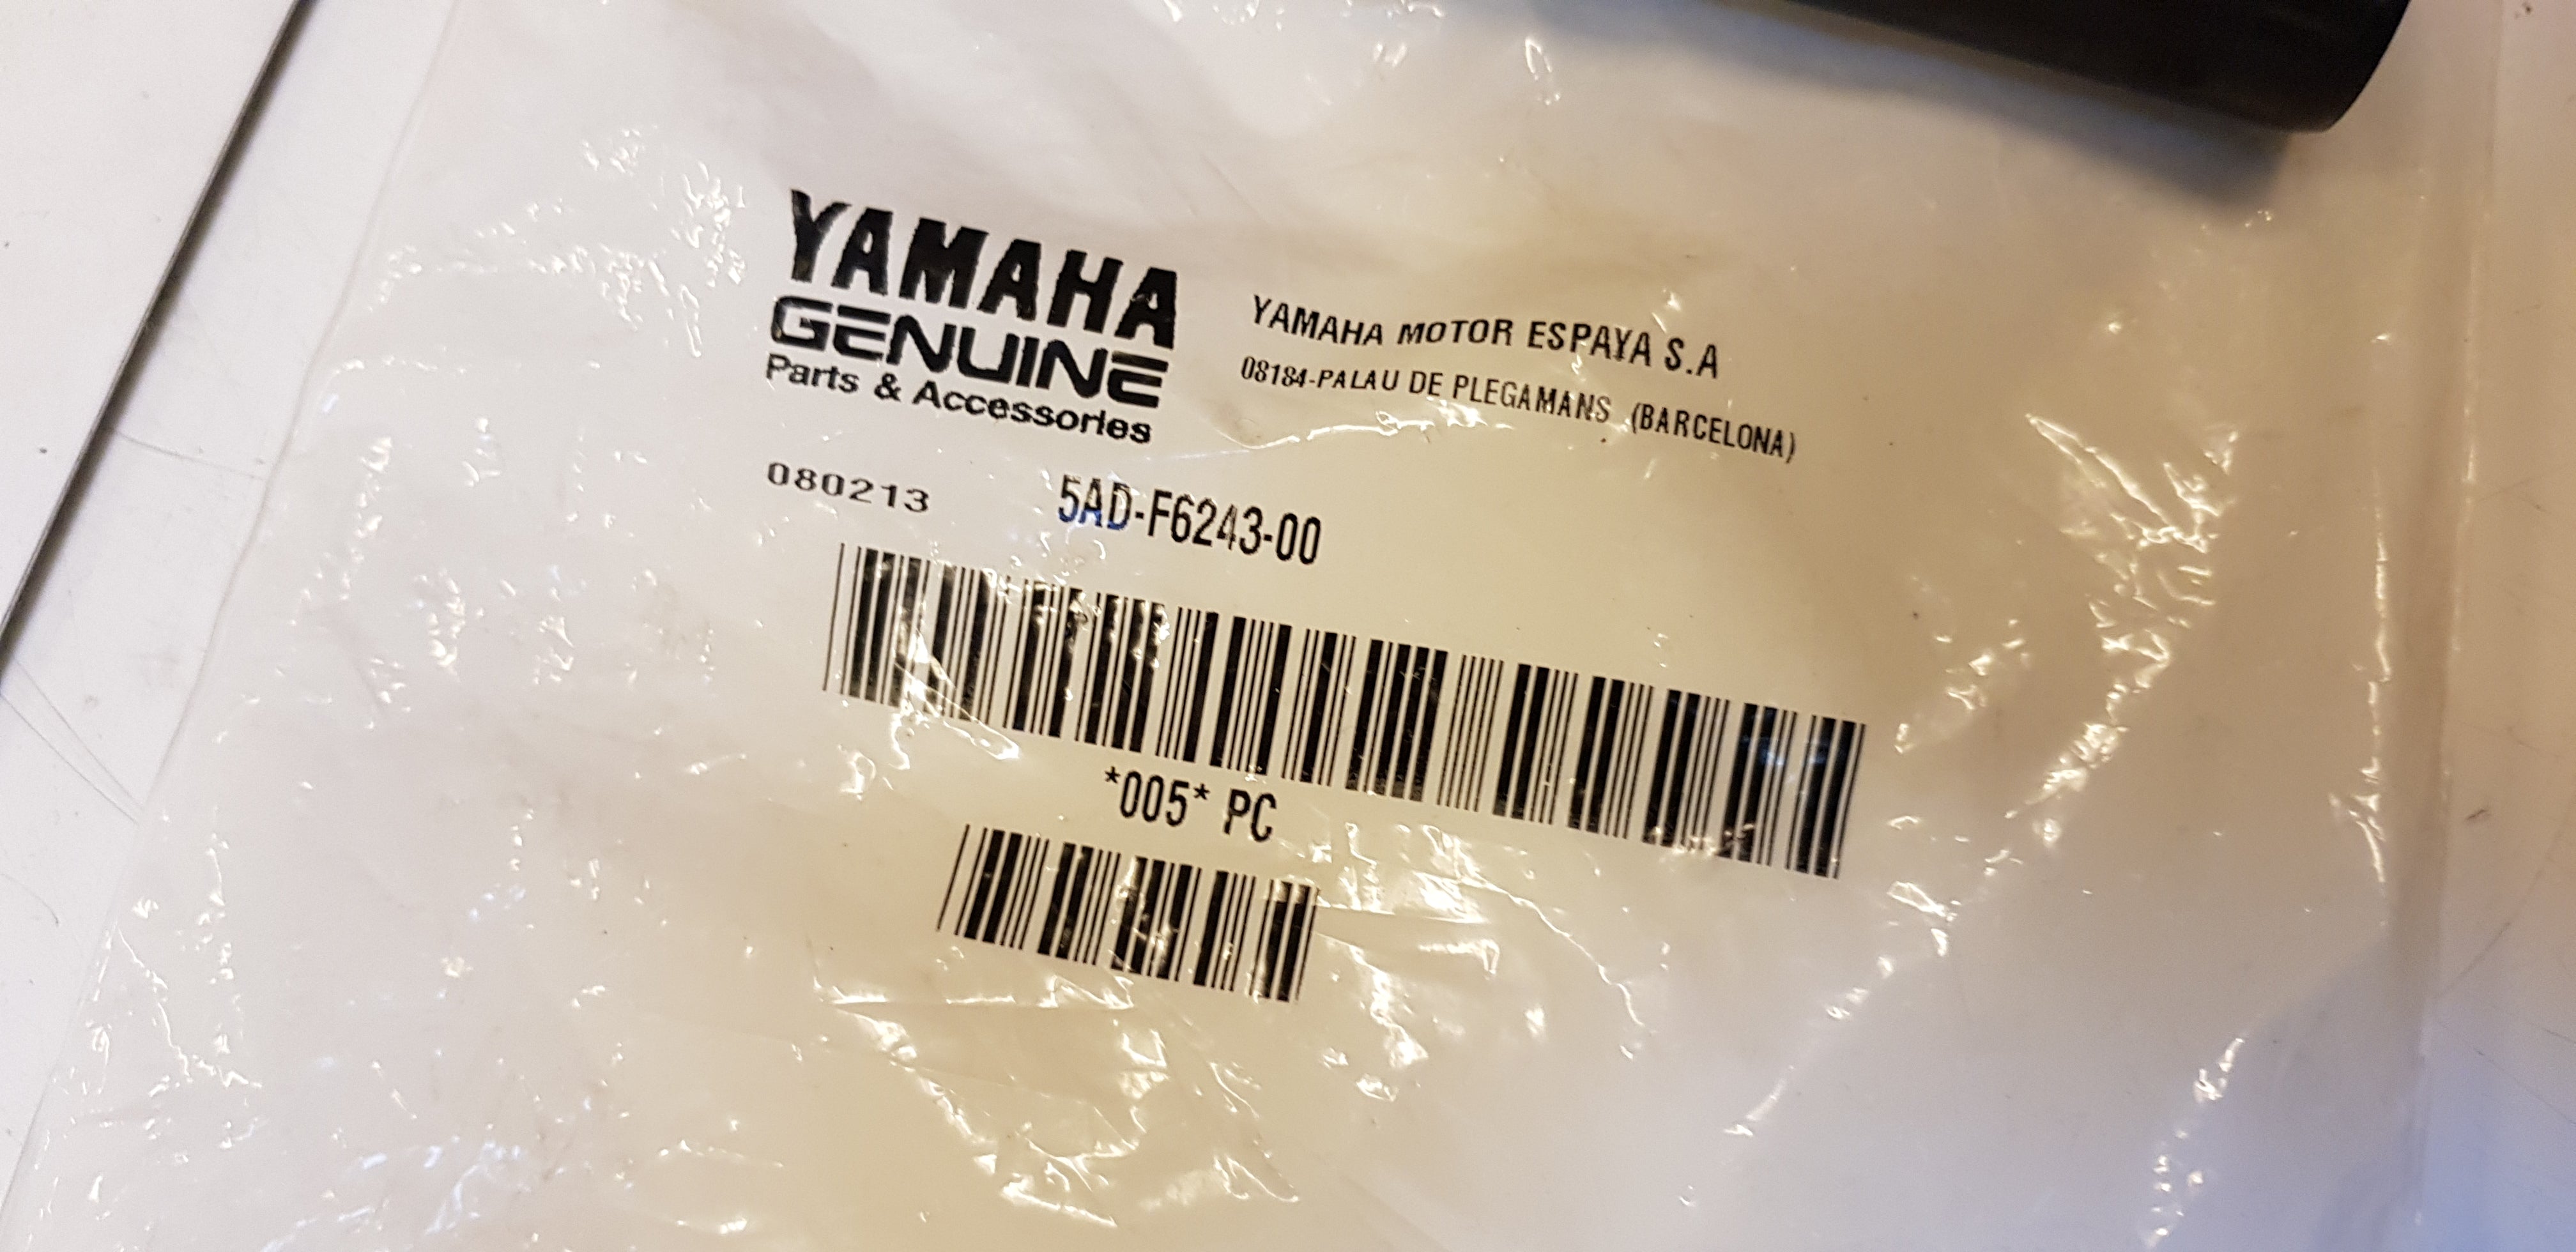 YAMAHA
GENUINE
Parts & Accessories
YAMAHA MOTOR ESPAYA S.A
08184-PALAU DE PLEGAMANS (BARCELONA)
080213 5AD-F6243-00
*005* PC